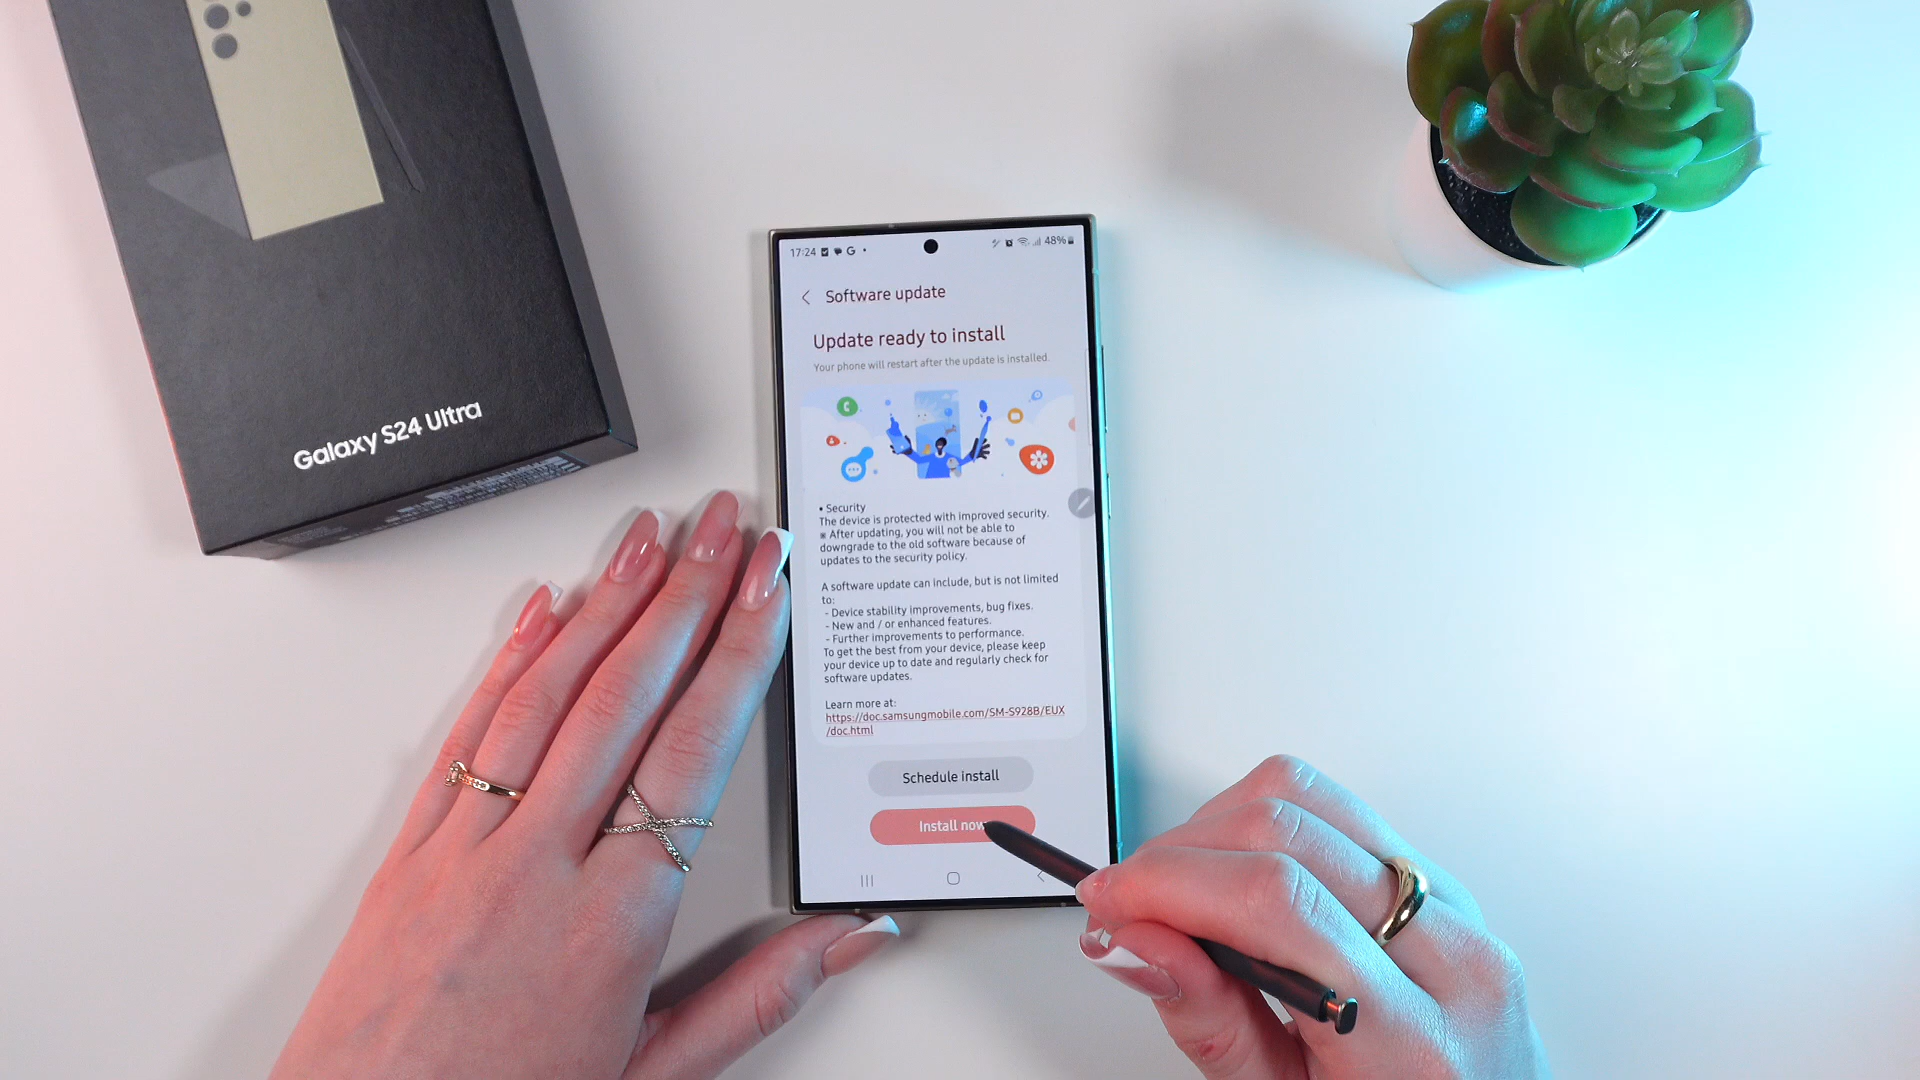 Galaxy S24 Ultra
17:24
48%
Software update
Update ready to install
Your phone will restart after the update is installed.
• Security
The device is protected with improved security.
※ After updating, you will not be able to
downgrade to the old software because of
updates to the security policy.
A software update can include, but is not limited
to:
- Device stability improvements, bug fixes.
- New and / or enhanced features.
- Further improvements to performance.
To get the best from your device, please keep
your device up to date and regularly check for
software updates.
Learn more at:
https://doc.samsungmobile.com/SM-S928B/EUX
/doc.html
Schedule install
Install now